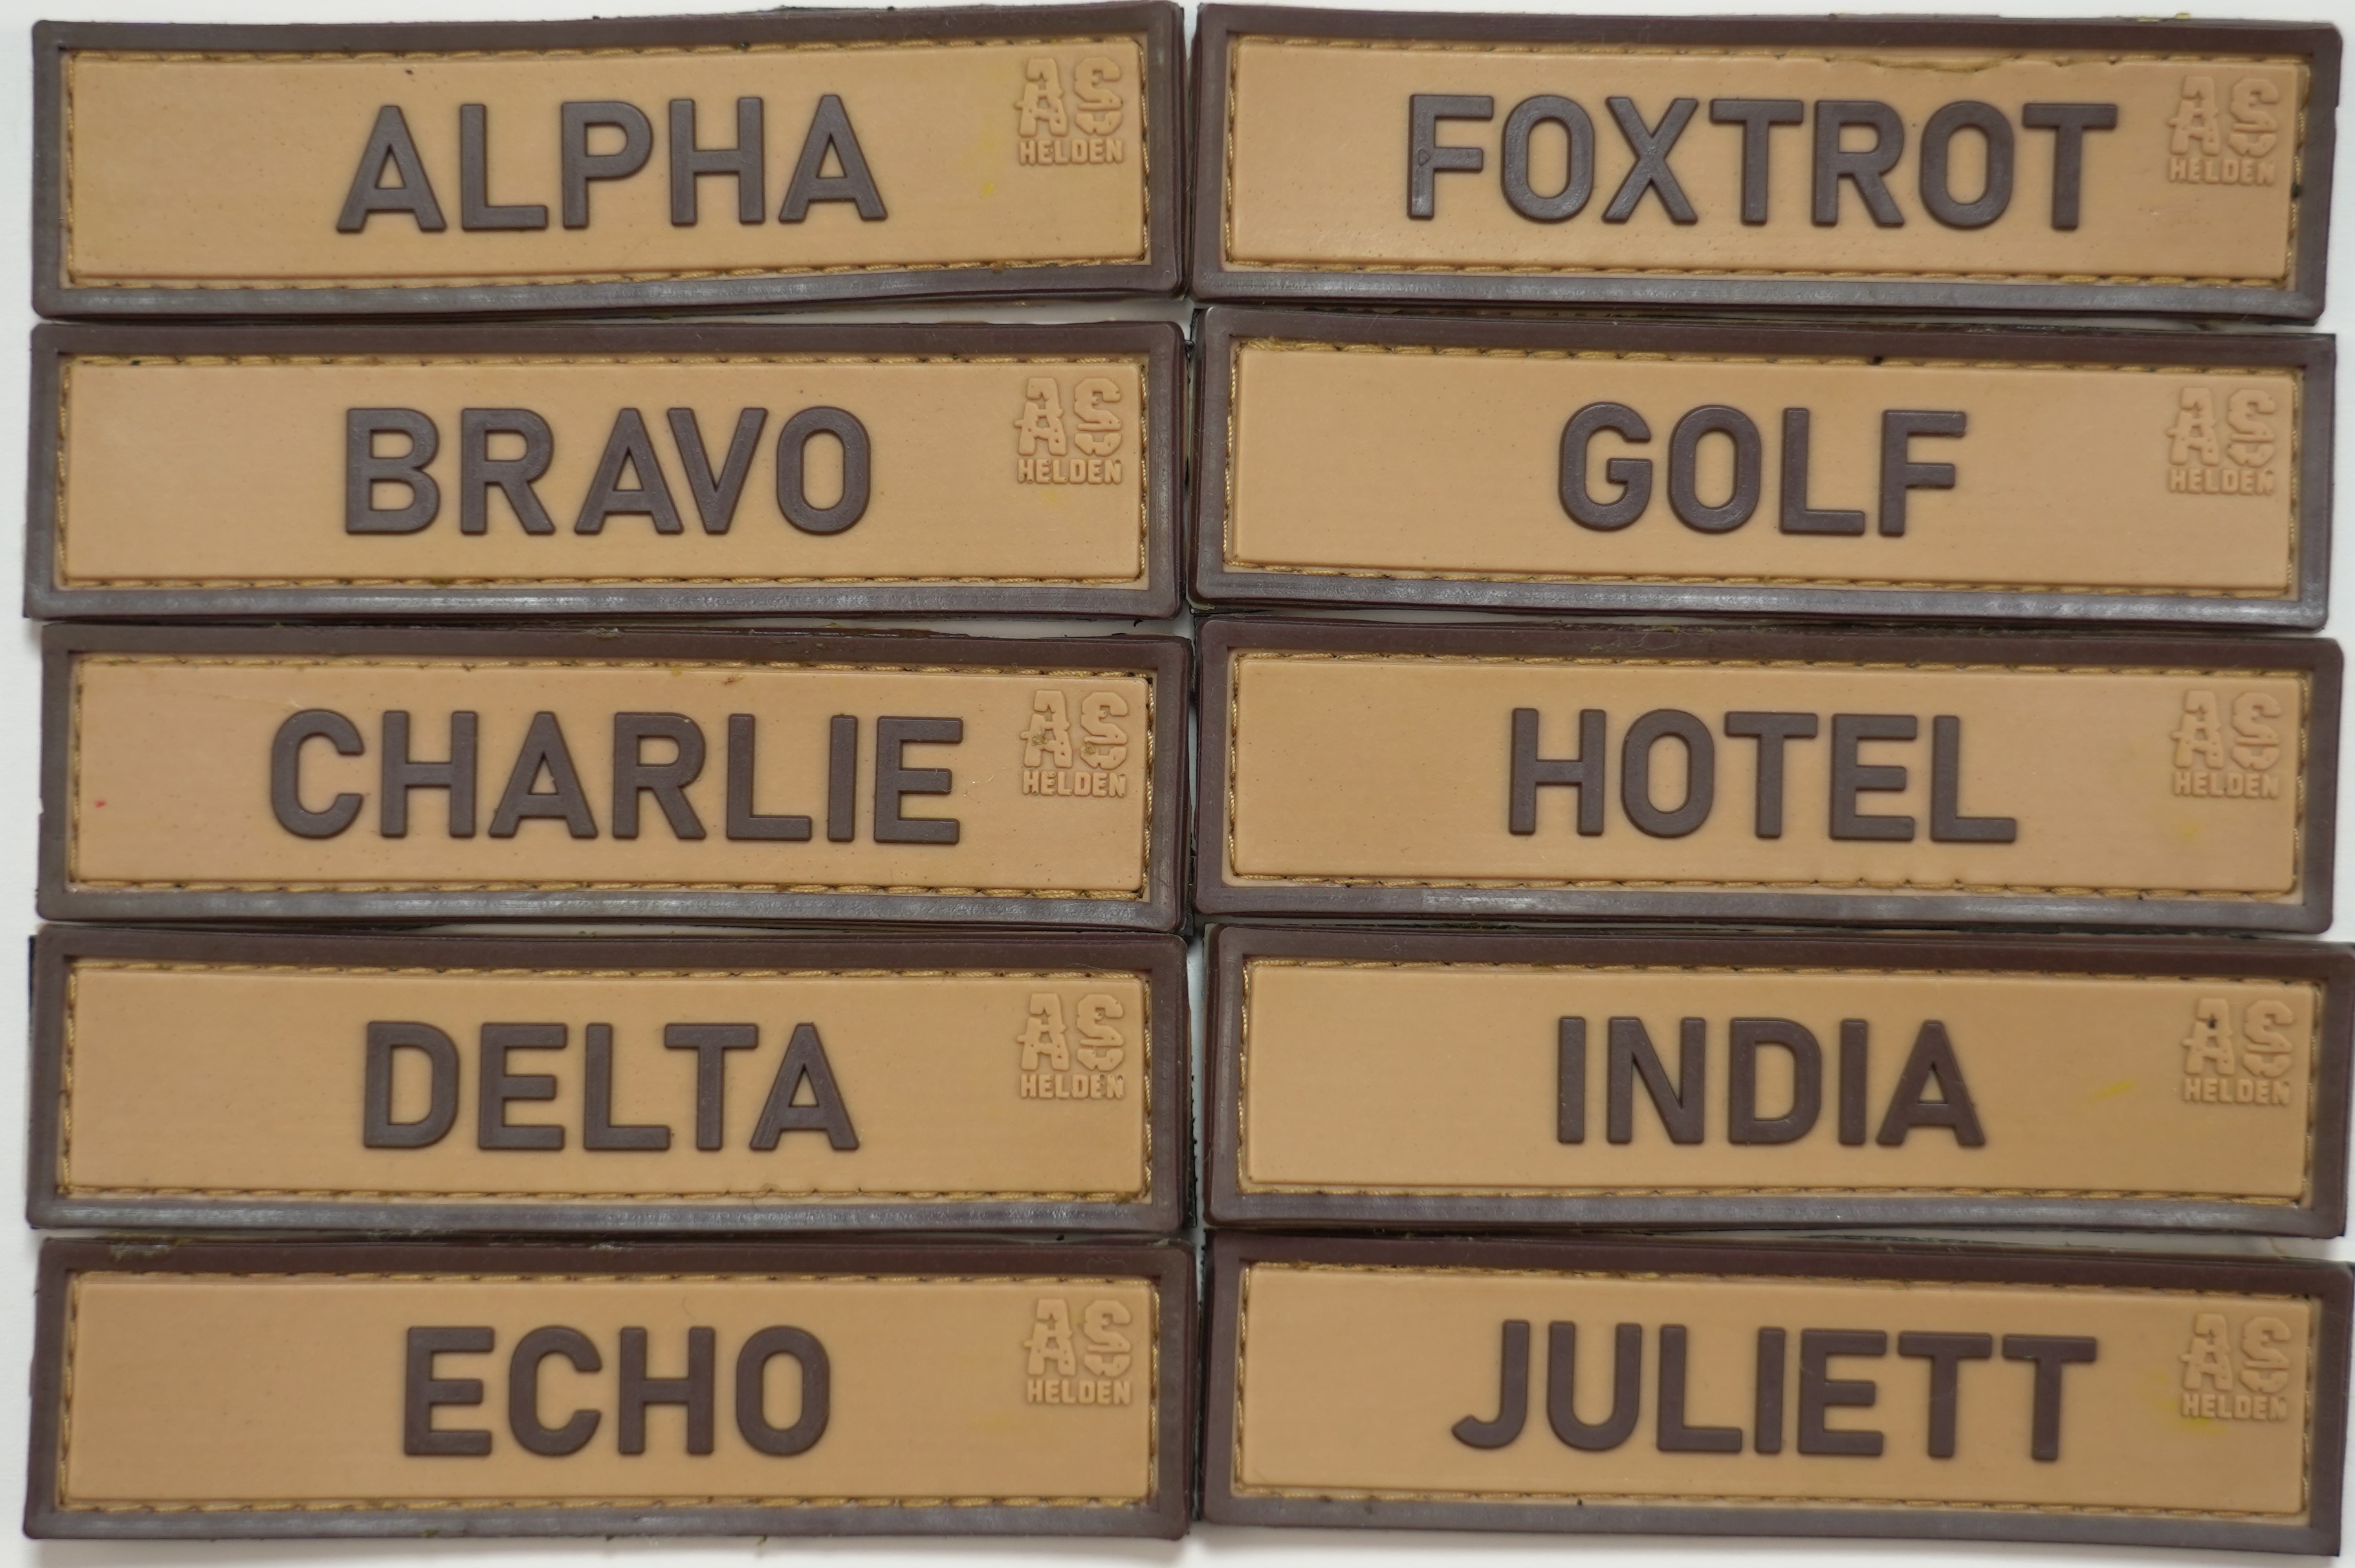 ALPHA
AS
HELDEN
BRAVO
AS
HELDEN
CHARLIE
AS
HELDEN
DELTA
AS
HELDEN
ECHO
AS
HELDEN
FOXTROT
AS
HELDEN
GOLF
AS
HELDEN
HOTEL
AS
HELDEN
INDIA
AS
HELDEN
JULIETT
AS
HELDEN